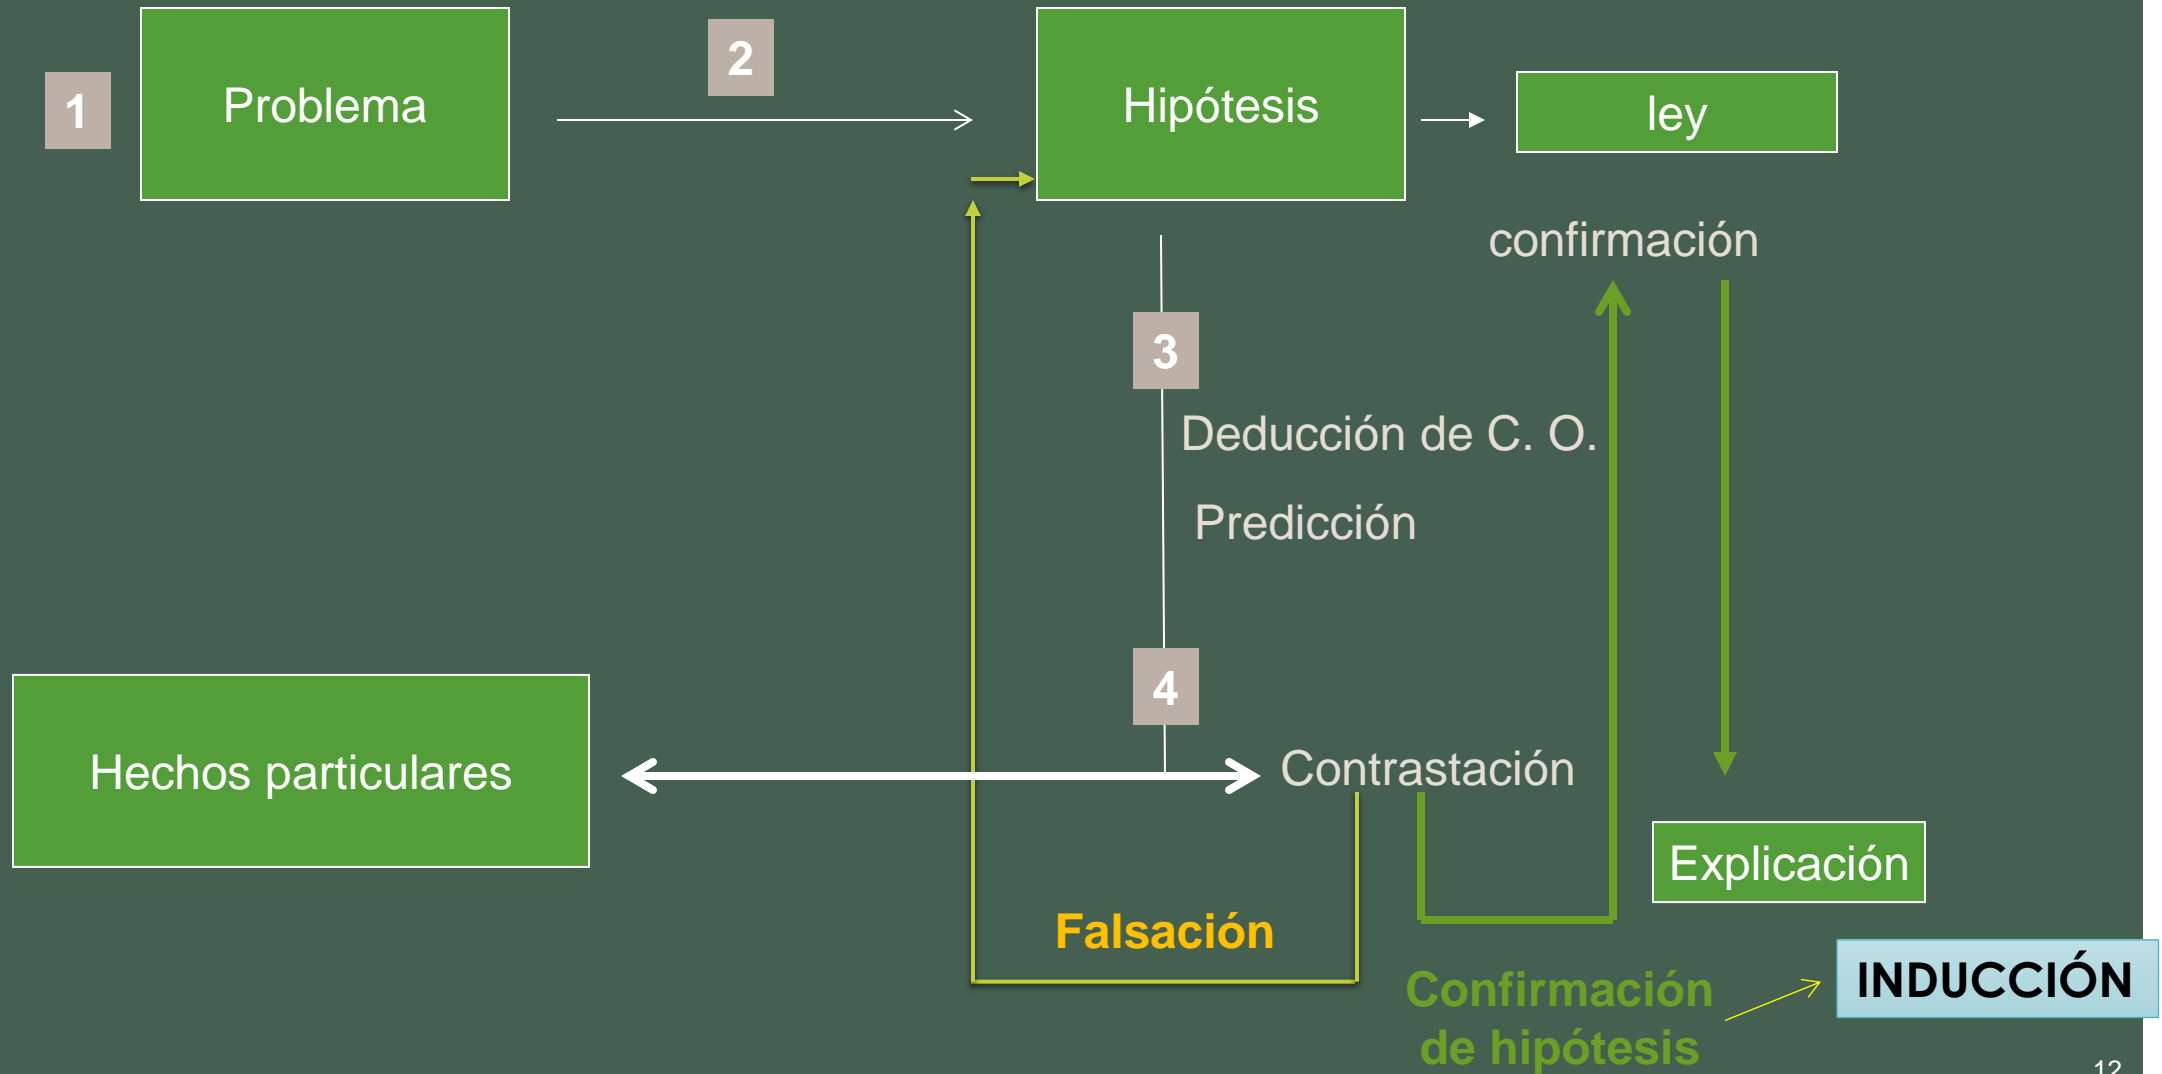 1
Problema
2
Hipótesis
ley
confirmación
3
Deducción de C. O.
Predicción
4
Hechos particulares
Contrastación
Explicación
Falsación
Confirmación
de hipótesis
INDUCCIÓN
12